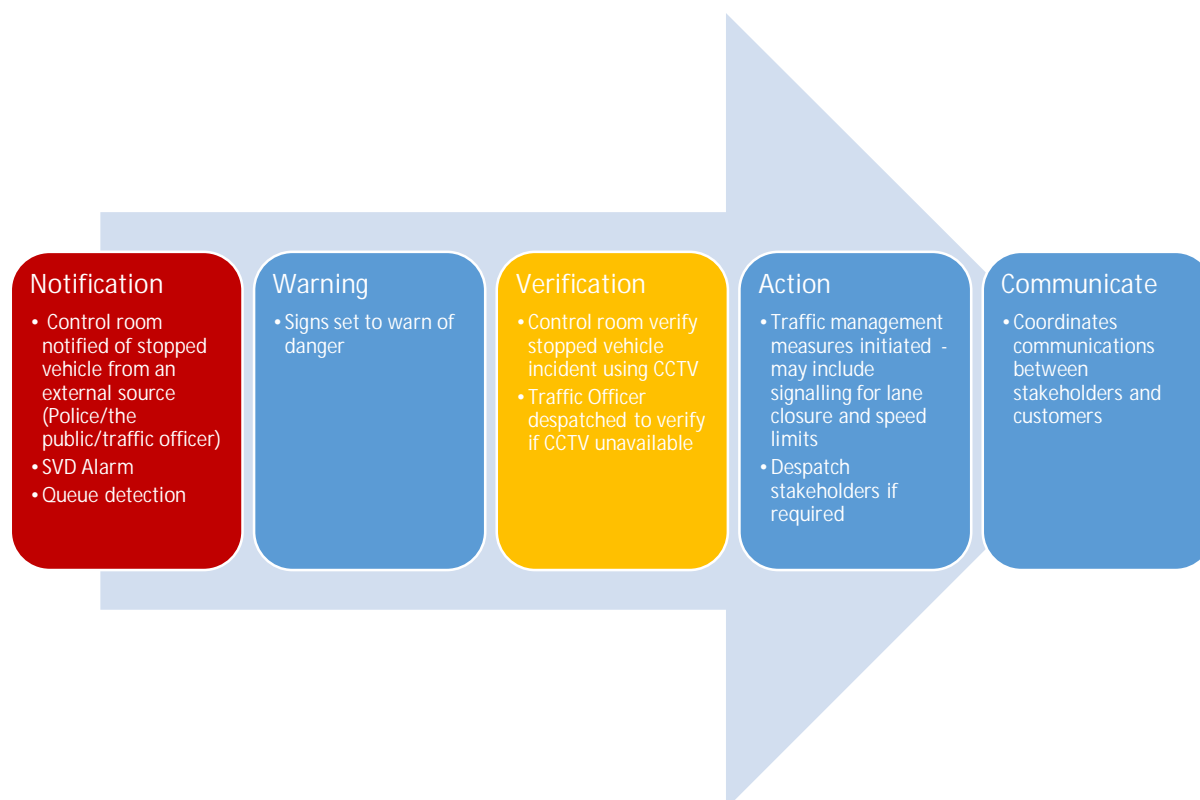 Notification
• Control room
notified of stopped
vehicle from an
external source
(Police/the
public/traffic officer)
• SVD Alarm
• Queue detection
Warning
• Signs set to warn of
danger
Verification
• Control room verify
stopped vehicle
incident using CCTV
• Traffic Officer
despatched to verify
if CCTV unavailable
Action
• Traffic management
measures initiated -
may include
signalling for lane
closure and speed
limits
• Despatch
stakeholders if
required
Communicate
• Coordinates
communications
between
stakeholders and
customers